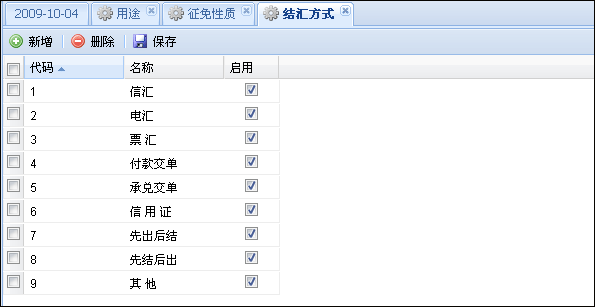 2009-10-04 用途 征免性质 结汇方式
新增 删除 保存
代码 名称 启用
1 信汇
2 电汇
3 票 汇
4 付款交单
5 承兑交单
6 信 用 证
7 先出后结
8 先结后出
9 其 他